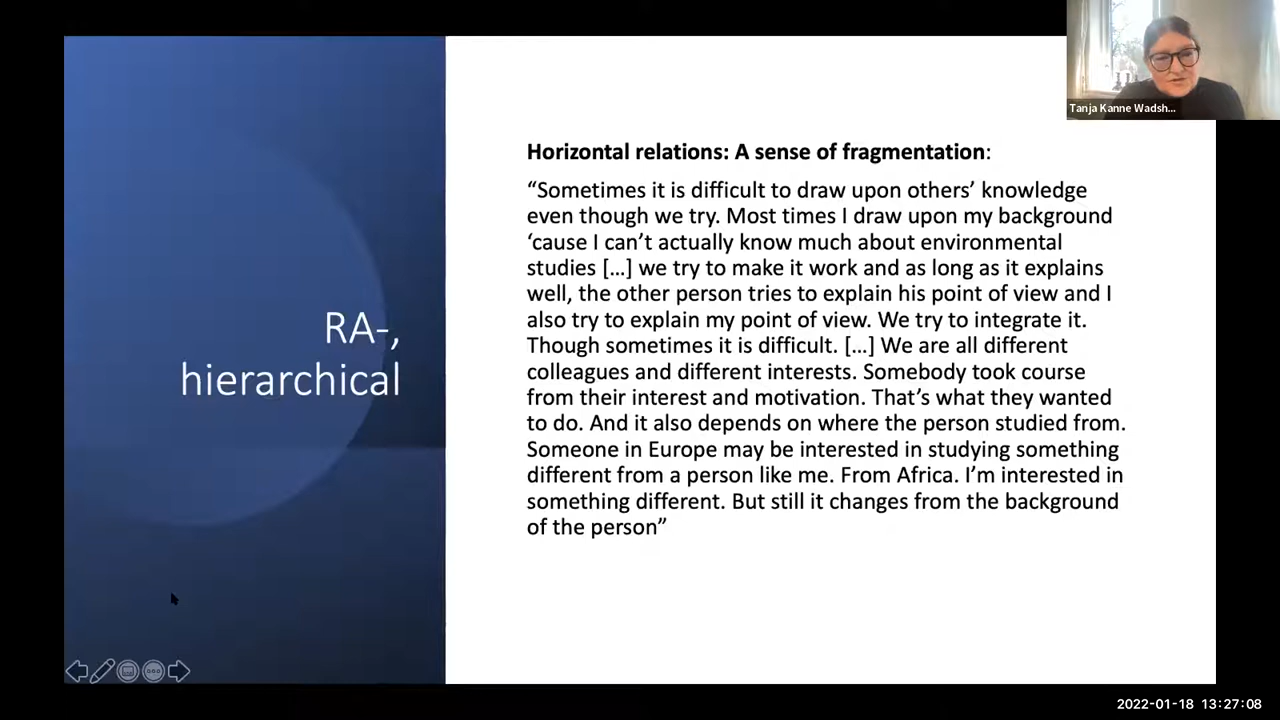 Tanja Kanne Wadsh...
RA-,
hierarchical
Horizontal relations: A sense of fragmentation:
“Sometimes it is difficult to draw upon others’ knowledge
even though we try. Most times I draw upon my background
‘cause I can’t actually know much about environmental
studies […] we try to make it work and as long as it explains
well, the other person tries to explain his point of view and I
also try to explain my point of view. We try to integrate it.
Though sometimes it is difficult. […] We are all different
colleagues and different interests. Somebody took course
from their interest and motivation. That’s what they wanted
to do. And it also depends on where the person studied from.
Someone in Europe may be interested in studying something
different from a person like me. From Africa. I’m interested in
something different. But still it changes from the background
of the person”
2022-01-18 13:27:08